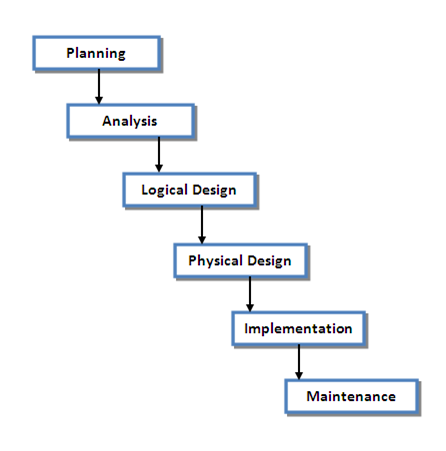 Planning
Analysis
Logical Design
Physical Design
Implementation
Maintenance